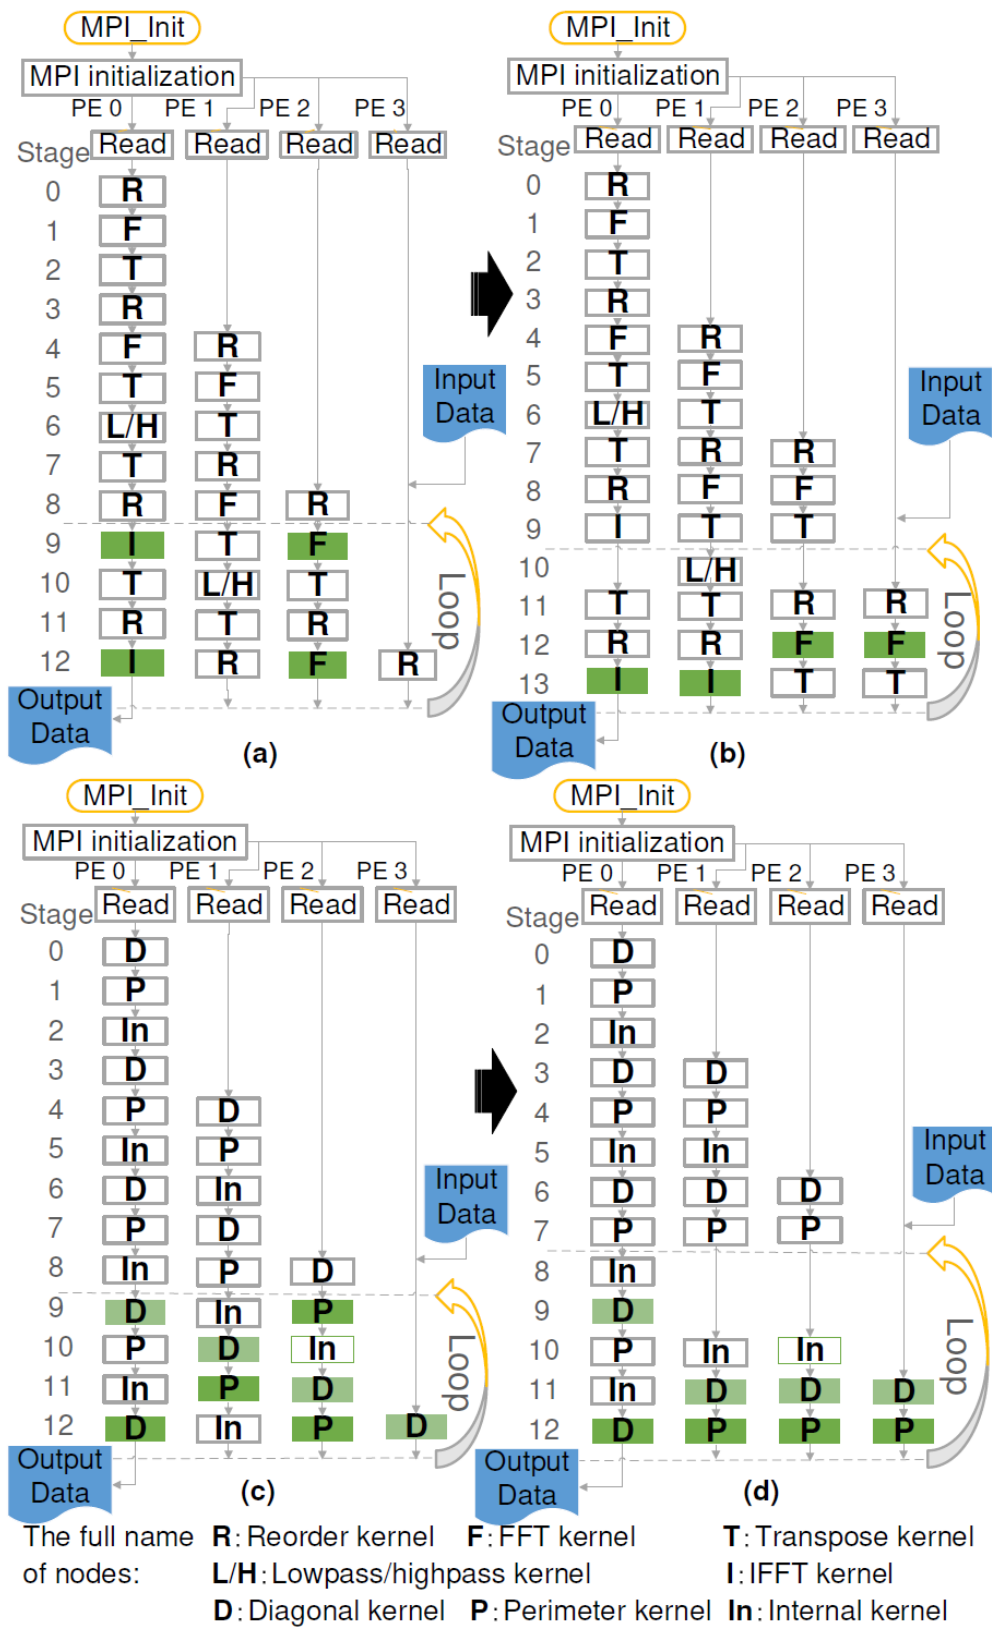 MPI_Init MPI_Init
MPI initialization MPI initialization
PE 0 PE 1 PE 2 PE 3 PE 0 PE 1 PE 2 PE 3
Stage Read Read Read Read Stage Read Read Read Read
0 R 0 R
1 F 1 F
2 T 2 T
3 R 3 R
4 F R 4 F R
5 T F 5 T F
6 L/H T 6 L/H T
7 T R 7 T R R
8 R F R 8 R F F
9 I T F 9 I T T
10 T L/H T 10 L/H
11 R T R 11 T T R R
12 I R F R 12 R R F F
13 I I T T
Input
Data
Input
Data
Loop
Loop
Output
Data
Output
Data
(a) (b)
MPI_Init MPI_Init
MPI initialization MPI initialization
PE 0 PE 1 PE 2 PE 3 PE 0 PE 1 PE 2 PE 3
Stage Read Read Read Read Stage Read Read Read Read
0 D 0 D
1 P 1 P
2 In 2 In
3 D 3 D D
4 P D 4 P P
5 In P 5 In In
6 D In 6 D D D
7 P D 7 P P P
8 In P D 8 In
9 D In P 9 D
10 P D In 10 P In In
11 In P D 11 In D D D
12 D In P D 12 D P P P
Input
Data
Input
Data
Loop
Loop
Output
Data
Output
Data
(c) (d)
The full name R: Reorder kernel F: FFT kernel T: Transpose kernel
of nodes: L/H: Lowpass/highpass kernel I: IFFT kernel
D: Diagonal kernel P: Perimeter kernel In: Internal kernel